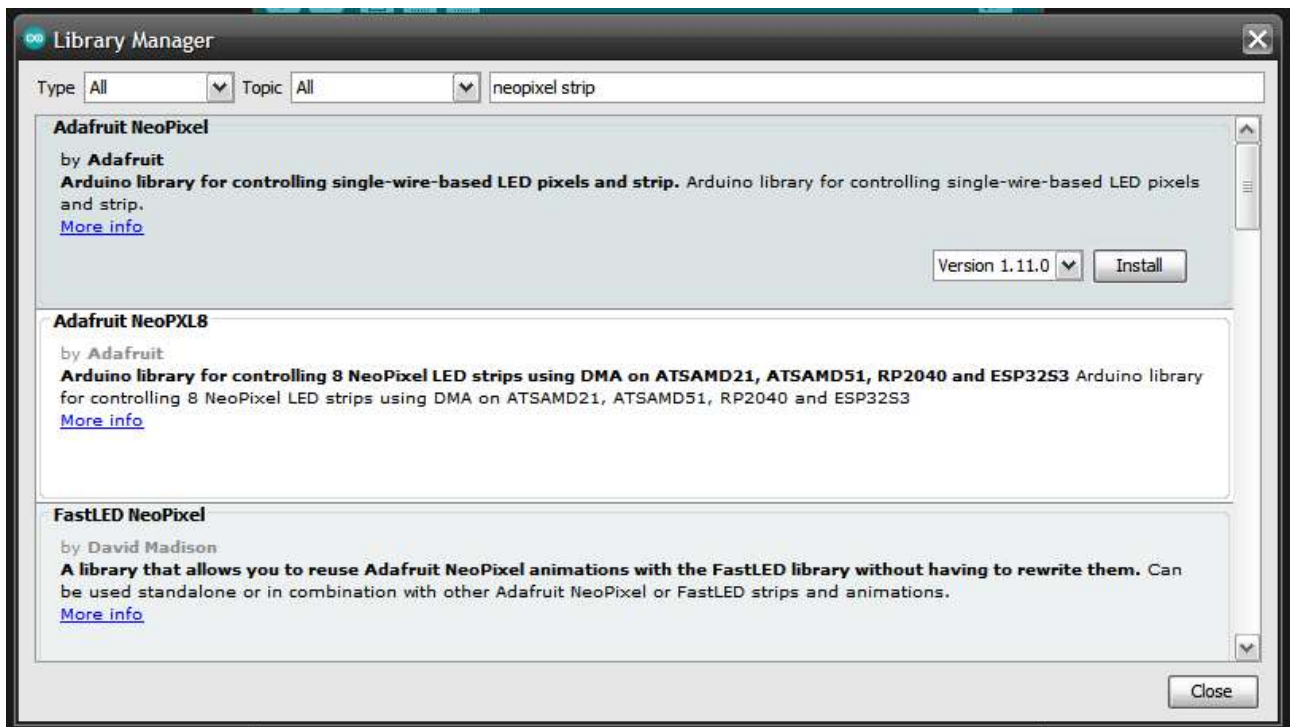 Library Manager
Type All Topic All neopixel strip
Adafruit NeoPixel
by Adafruit
Arduino library for controlling single-wire-based LED pixels and strip. Arduino library for controlling single-wire-based LED pixels
and strip.
More info
Version 1.11.0 Install
Adafruit NeoPXL8
by Adafruit
Arduino library for controlling 8 NeoPixel LED strips using DMA on ATSAMD21, ATSAMD51, RP2040 and ESP32S3 Arduino library
for controlling 8 NeoPixel LED strips using DMA on ATSAMD21, ATSAMD51, RP2040 and ESP32S3
More info
FastLED NeoPixel
by David Madison
A library that allows you to reuse Adafruit NeoPixel animations with the FastLED library without having to rewrite them. Can
be used standalone or in combination with other Adafruit NeoPixel or FastLED strips and animations.
More info
Close